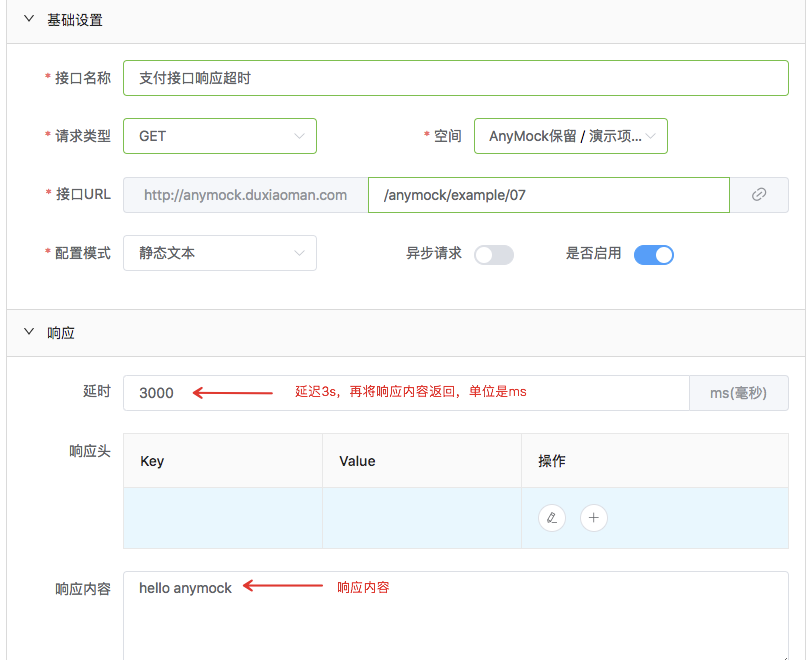 基础设置
* 接口名称 支付接口响应超时
* 请求类型 GET * 空间 AnyMock保留 / 演示项...
* 接口URL http://anymock.duxiaoman.com /anymock/example/07
* 配置模式 静态文本 异步请求 是否启用
响应
延时 3000 延迟3s，再将响应内容返回，单位是ms ms(毫秒)
响应头 Key Value 操作
响应内容 hello anymock 响应内容